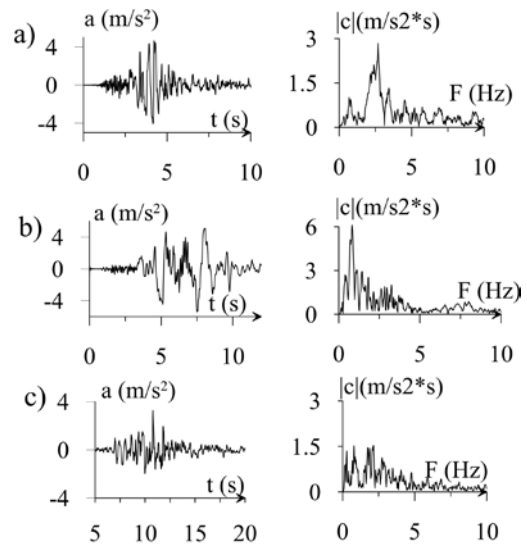 a) a (m/s²) |c|(m/s2*s)
4 3
0 1.5 F (Hz)
-4 t (s) 0
0 5 10 0 5 10
b) a (m/s²) |c|(m/s2*s)
4 6
0 3 F (Hz)
-4 t (s) 0
0 5 10 0 5 10
c) a (m/s²) |c|(m/s2*s)
4 3
0 1.5 F (Hz)
-4 t (s) 0
5 10 15 20 0 5 10